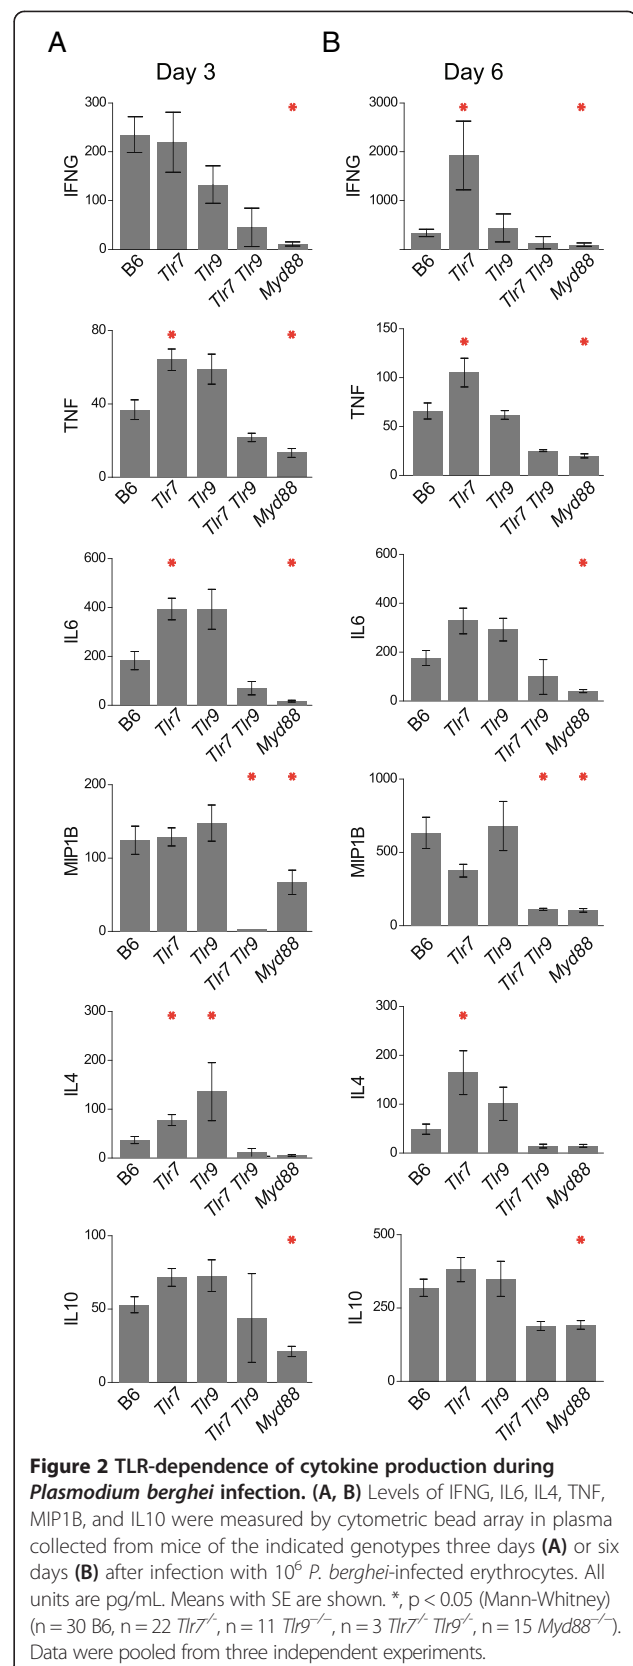 A
B
Day 3
Day 6
*
300
200
100
0
IFNG
B6
Tlr7
Tlr9
Tlr7 Tlr9
Myd88
* *
3000
2000
1000
IFNG
B6
Tlr7
Tlr9
Tlr7 Tlr9
Myd88
* *
80
40
0
TNF
B6
Tlr7
Tlr9
Tlr7 Tlr9
Myd88
* *
150
100
50
0
TNF
B6
Tlr7
Tlr9
Tlr7 Tlr9
Myd88
* *
600
400
200
0
IL6
B6
Tlr7
Tlr9
Tlr7 Tlr9
Myd88
*
600
400
200
0
IL6
B6
Tlr7
Tlr9
Tlr7 Tlr9
Myd88
* *
200
100
0
MIP1B
B6
Tlr7
Tlr9
Tlr7 Tlr9
Myd88
* *
1000
500
0
MIP1B
B6
Tlr7
Tlr9
Tlr7 Tlr9
Myd88
* *
300
200
100
0
IL4
B6
Tlr7
Tlr9
Tlr7 Tlr9
Myd88
*
300
200
100
0
IL4
B6
Tlr7
Tlr9
Tlr7 Tlr9
Myd88
*
100
50
0
IL10
B6
Tlr7
Tlr9
Tlr7 Tlr9
Myd88
*
500
250
0
IL10
B6
Tlr7
Tlr9
Tlr7 Tlr9
Myd88
Figure 2 TLR-dependence of cytokine production during
Plasmodium berghei infection. (A, B) Levels of IFNG, IL6, IL4, TNF,
MIP1B, and IL10 were measured by cytometric bead array in plasma
collected from mice of the indicated genotypes three days (A) or six
days (B) after infection with 10⁶ P. berghei-infected erythrocytes. All
units are pg/mL. Means with SE are shown. *, p < 0.05 (Mann-Whitney)
(n = 30 B6, n = 22 Tlr7⁻/⁻, n = 11 Tlr9⁻/⁻, n = 3 Tlr7⁻/⁻ Tlr9⁻/⁻, n = 15 Myd88⁻/⁻).
Data were pooled from three independent experiments.